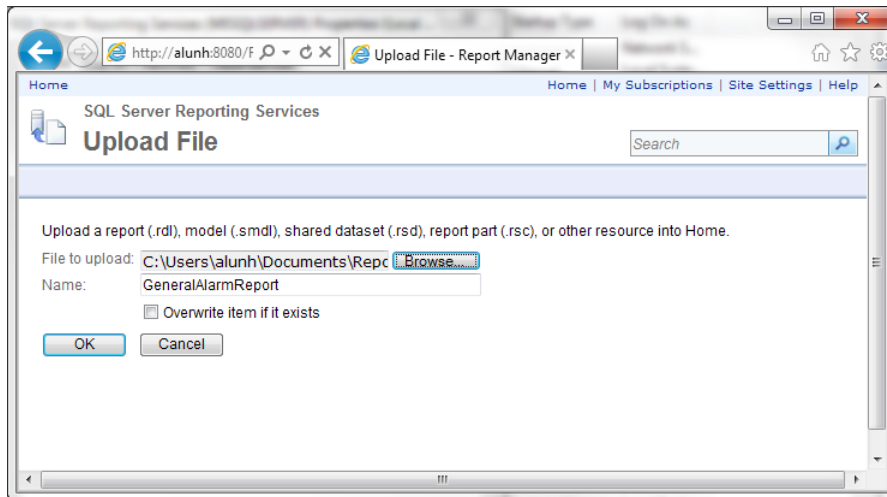 http://alunh:8080/F
Upload File - Report Manager
Home
Home | My Subscriptions | Site Settings | Help
SQL Server Reporting Services
Upload File
Search
Upload a report (.rdl), model (.smdl), shared dataset (.rsd), report part (.rsc), or other resource into Home.
File to upload: C:\Users\alunh\Documents\Repc Browse...
Name: GeneralAlarmReport
Overwrite item if it exists
OK Cancel